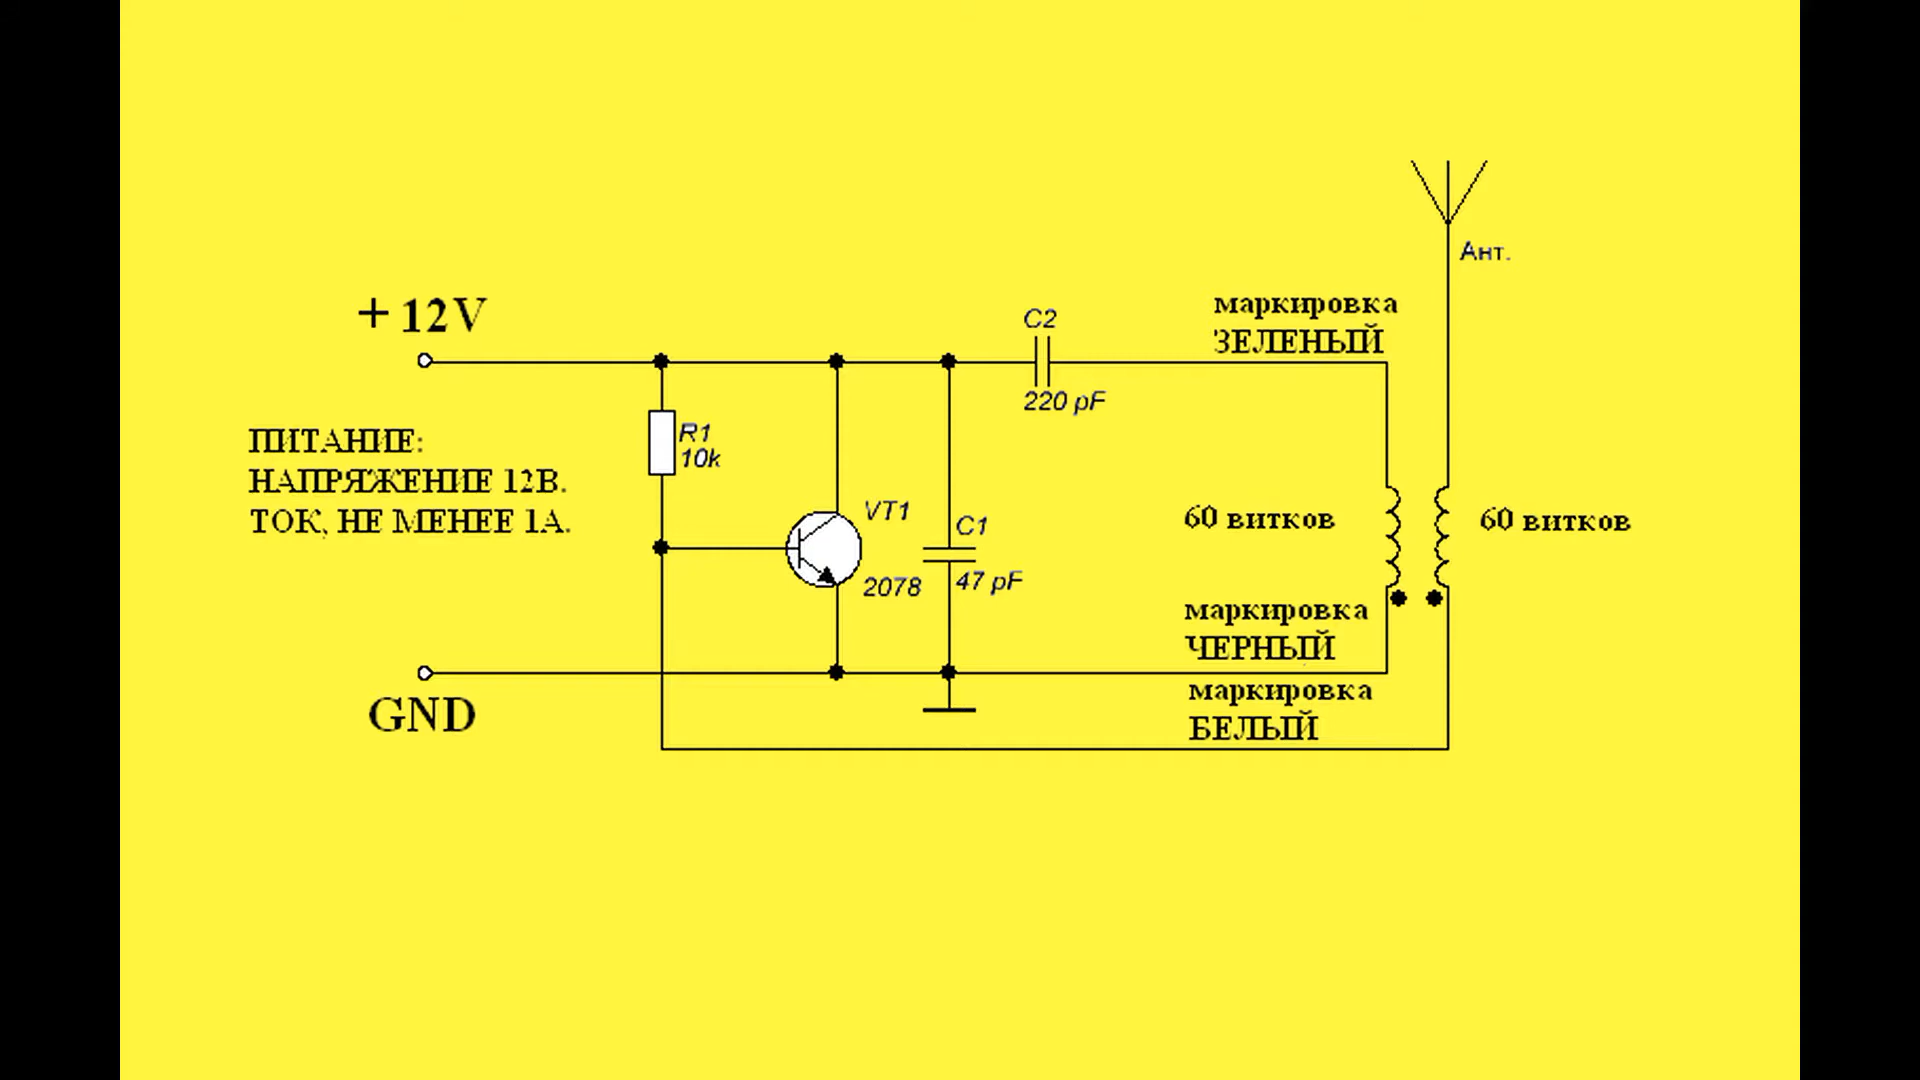 + 12V
ПИТАНИЕ:
НАПРЯЖЕНИЕ 12В.
ТОК, НЕ МЕНЕЕ 1А.
GND
R1
10k
VT1
2078
C1
47 pF
C2
220 pF
маркировка
ЗЕЛЕНЫЙ
Ант.
60 витков
60 витков
маркировка
ЧЕРНЫЙ
маркировка
БЕЛЫЙ